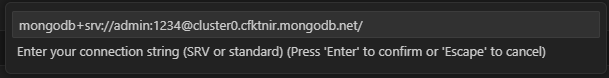 mongodb+srv://admin:1234@cluster0.cfktnir.mongodb.net/
Enter your connection string (SRV or standard) (Press 'Enter' to confirm or 'Escape' to cancel)